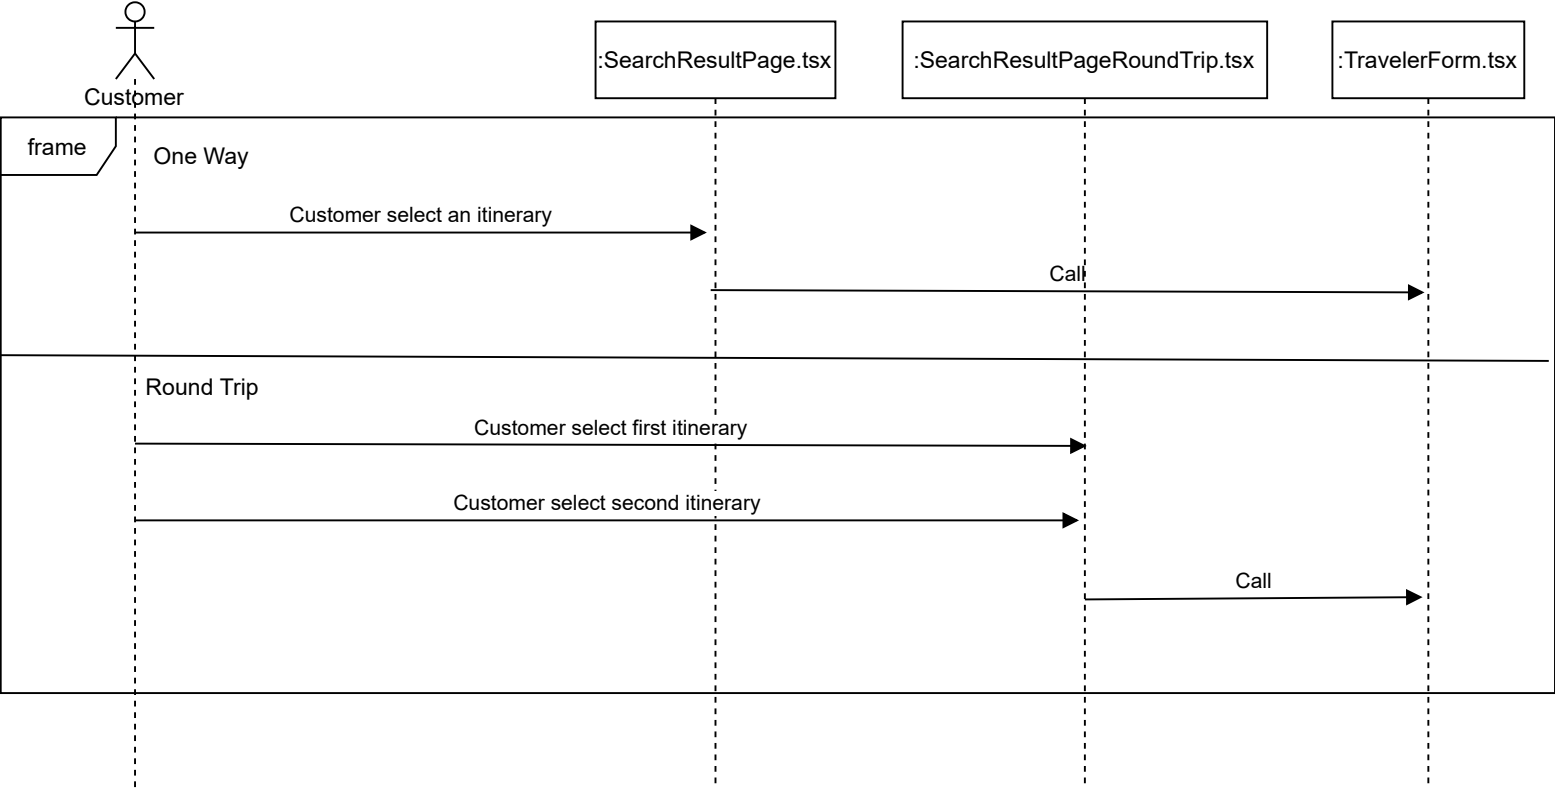 Customer
:SearchResultPage.tsx
:SearchResultPageRoundTrip.tsx
:TravelerForm.tsx
frame
One Way
Customer select an itinerary
Call
Round Trip
Customer select first itinerary
Customer select second itinerary
Call